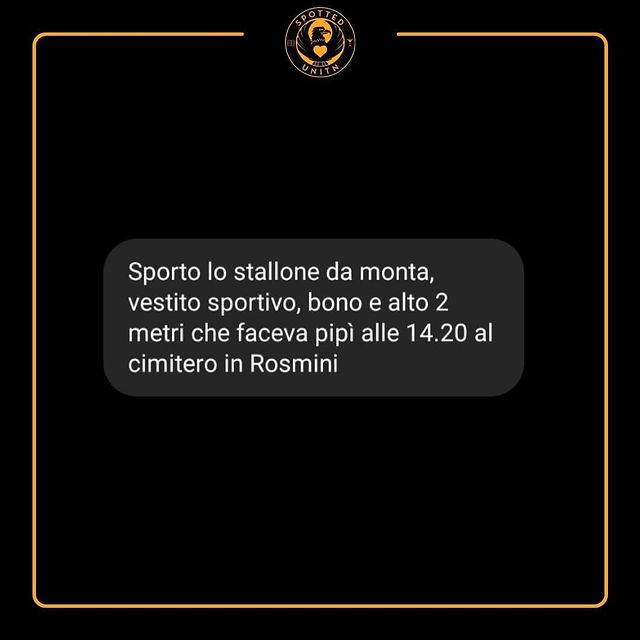 SPOTTED
UNITN
Sporto lo stallone da monta,
vestito sportivo, bono e alto 2
metri che faceva pipì alle 14.20 al
cimitero in Rosmini